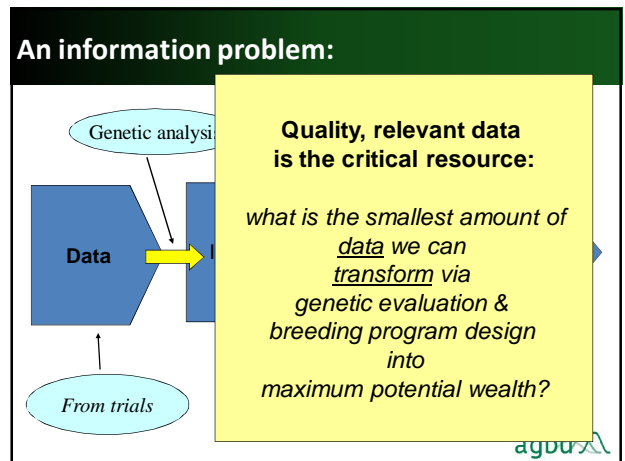 An information problem:
Genetic analysis
Quality, relevant data
is the critical resource:
what is the smallest amount of
data we can
transform via
genetic evaluation &
breeding program design
into
maximum potential wealth?
Data
From trials
agbu